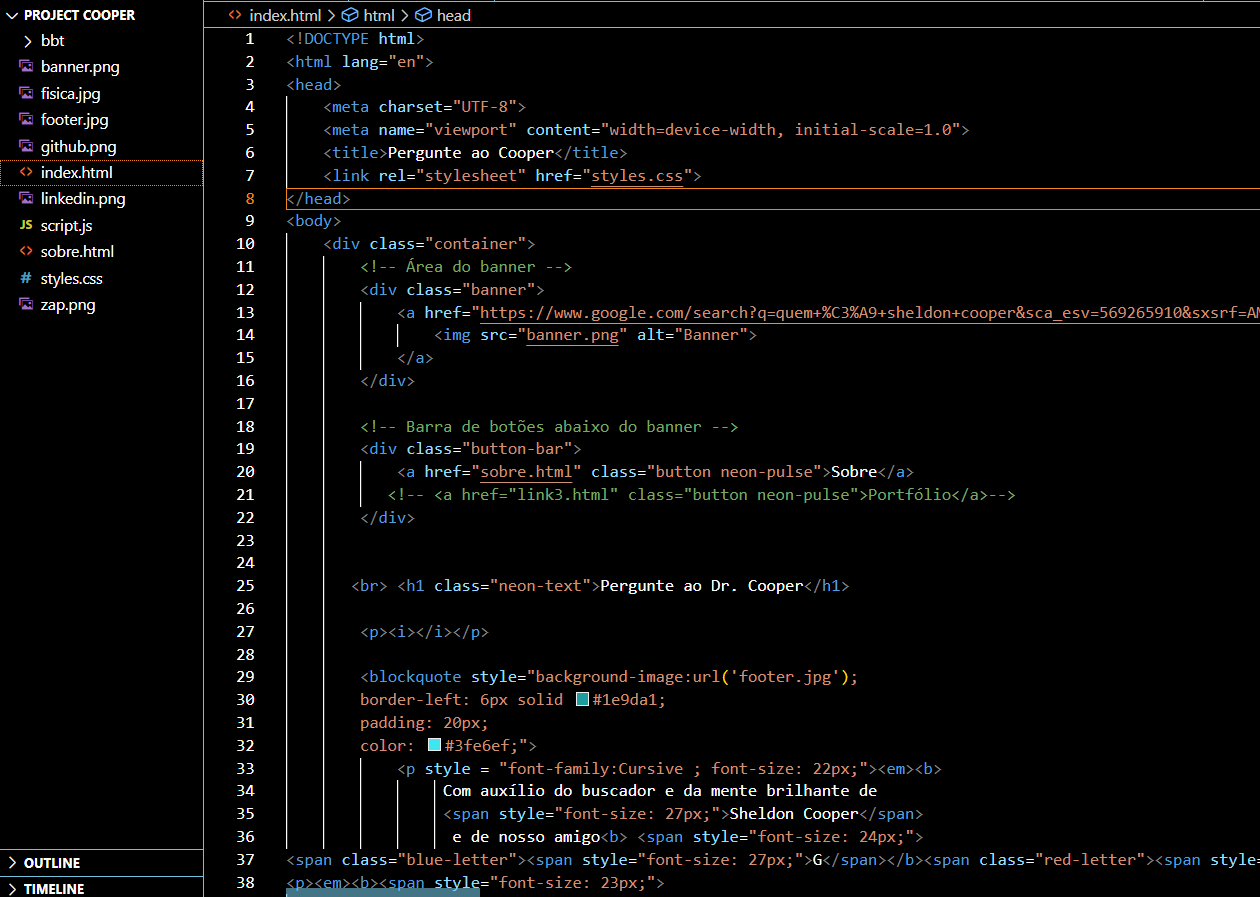 PROJECT COOPER
bbt
banner.png
fisica.jpg
footer.jpg
github.png
index.html
linkedin.png
JS script.js
sobre.html
# styles.css
zap.png
OUTLINE
TIMELINE
index.html > html > head
1 <!DOCTYPE html>
2 <html lang="en">
3 <head>
4 <meta charset="UTF-8">
5 <meta name="viewport" content="width=device-width, initial-scale=1.0">
6 <title>Pergunte ao Cooper</title>
7 <link rel="stylesheet" href="styles.css">
8 </head>
9 <body>
10 <div class="container">
11 <!-- Área do banner -->
12 <div class="banner">
13 <a href="https://www.google.com/search?q=quem+%C3%A9+sheldon+cooper&sca_esv=569265910&sxsrf=AM
14 <img src="banner.png" alt="Banner">
15 </a>
16 </div>
17
18 <!-- Barra de botões abaixo do banner -->
19 <div class="button-bar">
20 <a href="sobre.html" class="button neon-pulse">Sobre</a>
21 <!-- <a href="link3.html" class="button neon-pulse">Portfólio</a>-->
22 </div>
23
24
25 <br> <h1 class="neon-text">Pergunte ao Dr. Cooper</h1>
26
27 <p><i></i></p>
28
29 <blockquote style="background-image:url('footer.jpg');
30 border-left: 6px solid #1e9da1;
31 padding: 20px;
32 color: #3fe6ef;">
33 <p style = "font-family:Cursive ; font-size: 22px;"><em><b>
34 Com auxílio do buscador e da mente brilhante de
35 <span style="font-size: 27px;">Sheldon Cooper</span>
36 e de nosso amigo<b> <span style="font-size: 24px;">
37 <span class="blue-letter"><span style="font-size: 27px;">G</span></b><span class="red-letter"><span style=
38 <p><em><b><span style="font-size: 23px;">